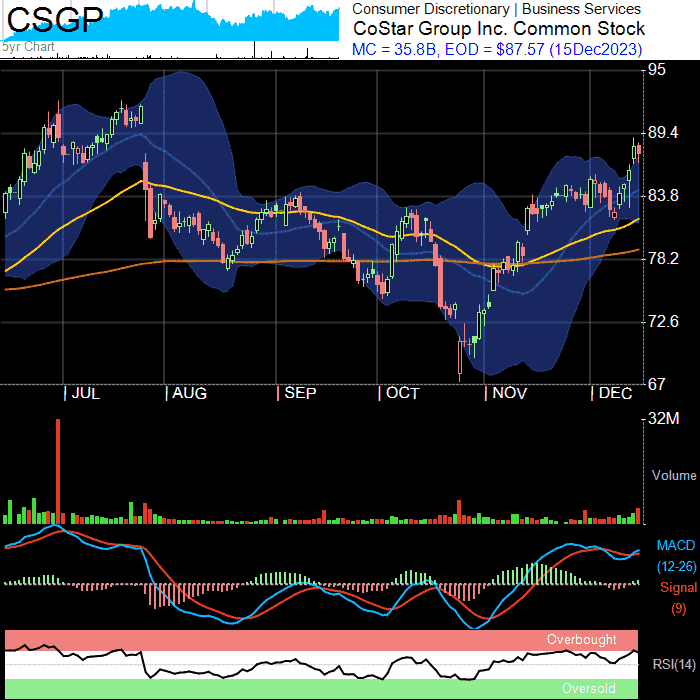 CSGP
5yr Chart
Consumer Discretionary | Business Services
CoStar Group Inc. Common Stock
MC = 35.8B, EOD = $87.57 (15Dec2023)
95
89.4
83.8
78.2
72.6
67
JUL
AUG
SEP
OCT
NOV
DEC
32M
Volume
MACD
(12-26)
Signal
(9)
Overbought
RSI(14)
Oversold